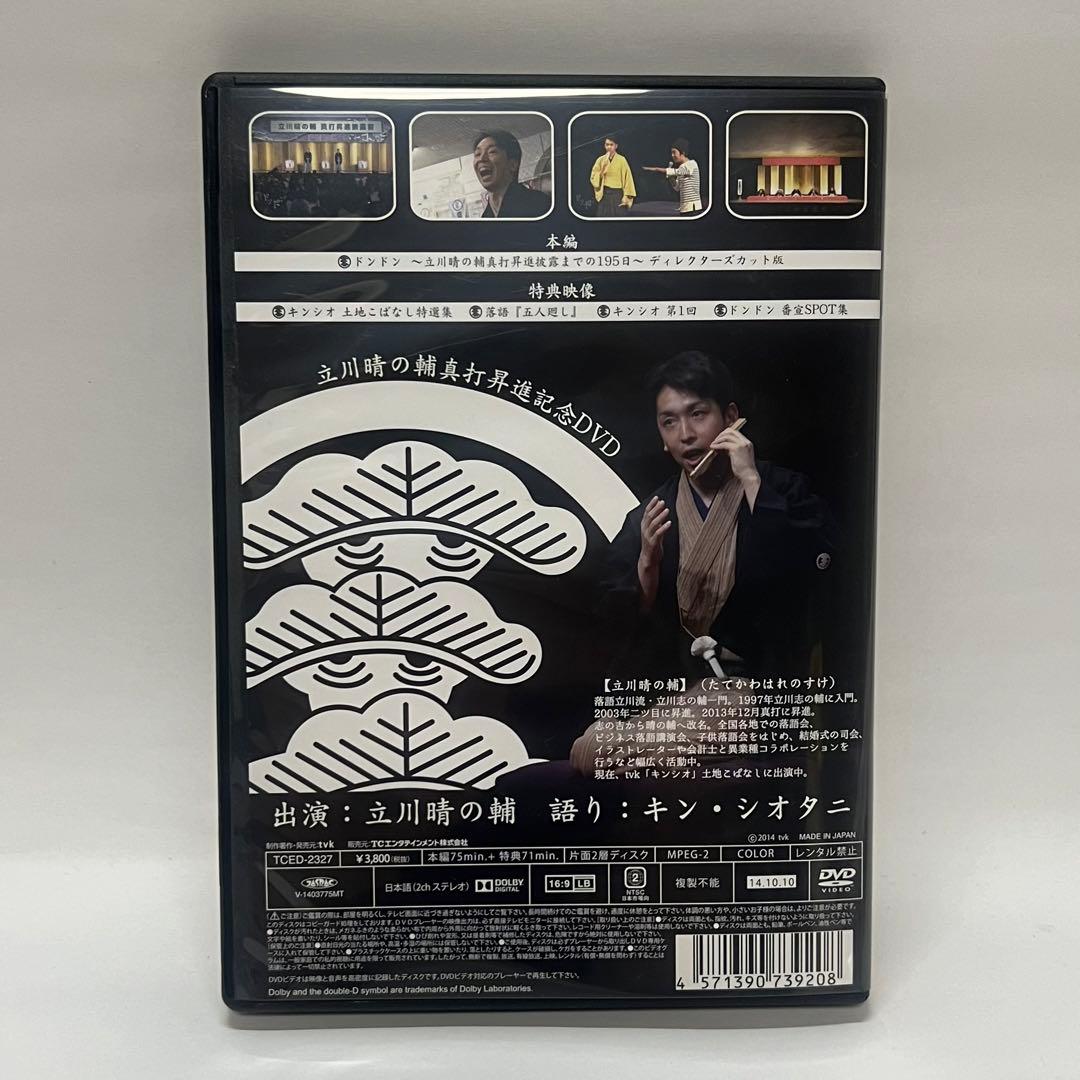 立川晴の輔 真打昇進披露宴
本編
ドンドン ～立川晴の輔真打昇進披露までの195日～ ディレクターズカット版
特典映像
キンシオ 土地こばなし特選集 落語『五人廻し』 キンシオ 第1回 ドンドン 番宣SPOT集
立川晴の輔真打昇進記念DVD
【立川晴の輔】（たてかわはれのすけ）
落語立川流・立川志の輔一門。1997年立川志の輔に入門。
2003年二ツ目に昇進。2013年12月真打に昇進。
志の吉から晴の輔へ改名。全国各地での落語会、
ビジネス落語講演会、子供落語会をはじめ、結婚式の司会、
イラストレーターや会計士と異業種コラボレーションを
行うなど幅広く活動中。
現在、tvk「キンシオ」土地こばなしに出演中。
出演：立川晴の輔 語り：キン・シオタニ
制作著作・発売元:tvk 販売元:TCエンタテインメント株式会社 ©2014 tvk MADE IN JAPAN
TCED-2327 ¥3,800(税抜) 本編75min.+ 特典71min. 片面2層ディスク MPEG-2 COLOR レンタル禁止
JASRAC
V-1403775MT
日本語(2chステレオ) DOLBY DIGITAL 16:9 LB 2 NTSC 日本市場向 複製不能 14.10.10 DVD VIDEO
DVDビデオは映像と音声を高密度に記録したディスクです。DVDビデオ対応のプレーヤーで再生して下さい。
Dolby and the double-D symbol are trademarks of Dolby Laboratories.
4 571390 739208